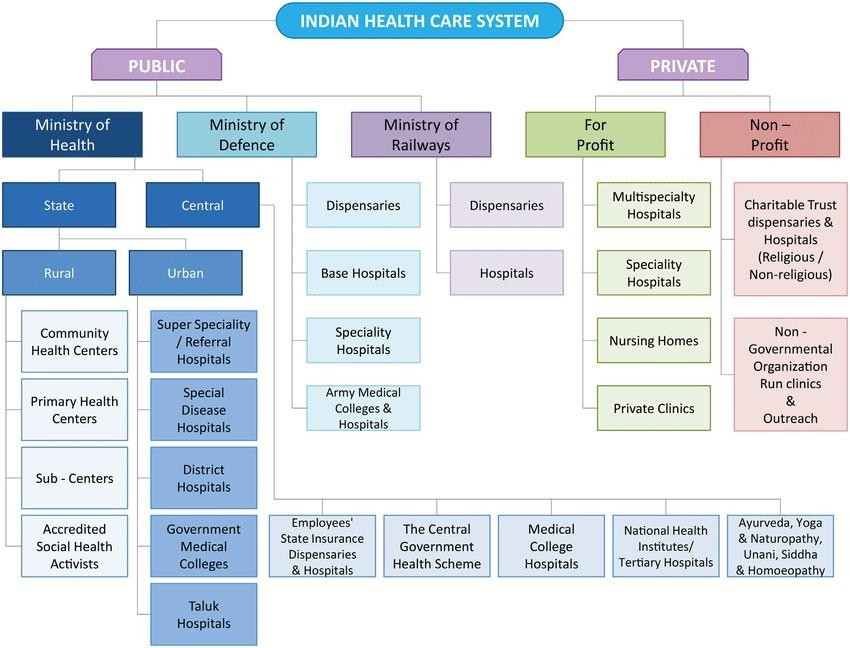 INDIAN HEALTH CARE SYSTEM
PUBLIC
PRIVATE
Ministry of
Health
Ministry of
Defence
Ministry of
Railways
For
Profit
Non –
Profit
State
Central
Rural
Urban
Community
Health Centers
Primary Health
Centers
Sub - Centers
Accredited
Social Health
Activists
Super Speciality
/ Referral
Hospitals
Special
Disease
Hospitals
District
Hospitals
Government
Medical
Colleges
Taluk
Hospitals
Employees'
State Insurance
Dispensaries
& Hospitals
The Central
Government
Health Scheme
Medical
College
Hospitals
National Health
Institutes/
Tertiary Hospitals
Ayurveda, Yoga
& Naturopathy,
Unani, Siddha
& Homoeopathy
Dispensaries
Base Hospitals
Speciality
Hospitals
Army Medical
Colleges &
Hospitals
Dispensaries
Hospitals
Multispecialty
Hospitals
Speciality
Hospitals
Nursing Homes
Private Clinics
Charitable Trust
dispensaries &
Hospitals
(Religious /
Non-religious)
Non -
Governmental
Organization
Run clinics
&
Outreach